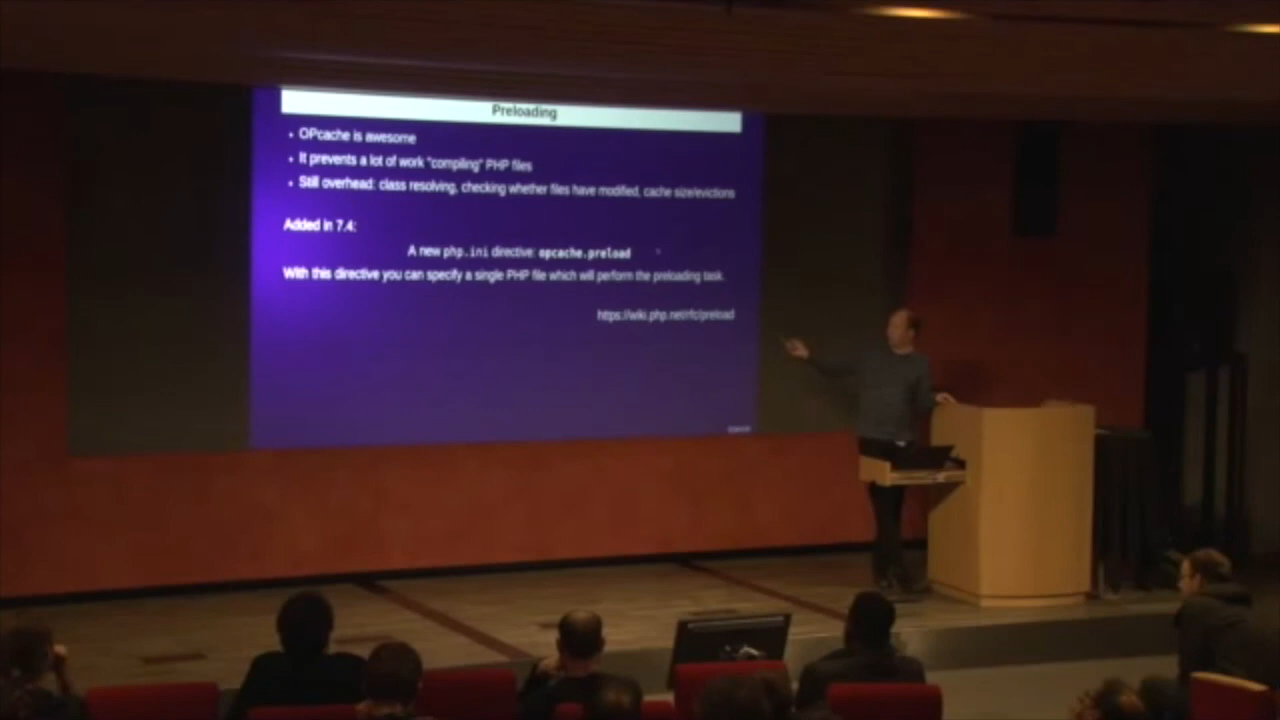 Preloading
• OPcache is awesome
• It prevents a lot of work "compiling" PHP files
• Still overhead: class resolving, checking whether files have modified, cache size/evictions
Added in 7.4:
A new php.ini directive: opcache.preload
With this directive you can specify a single PHP file which will perform the preloading task.
https://wiki.php.net/rfc/preload